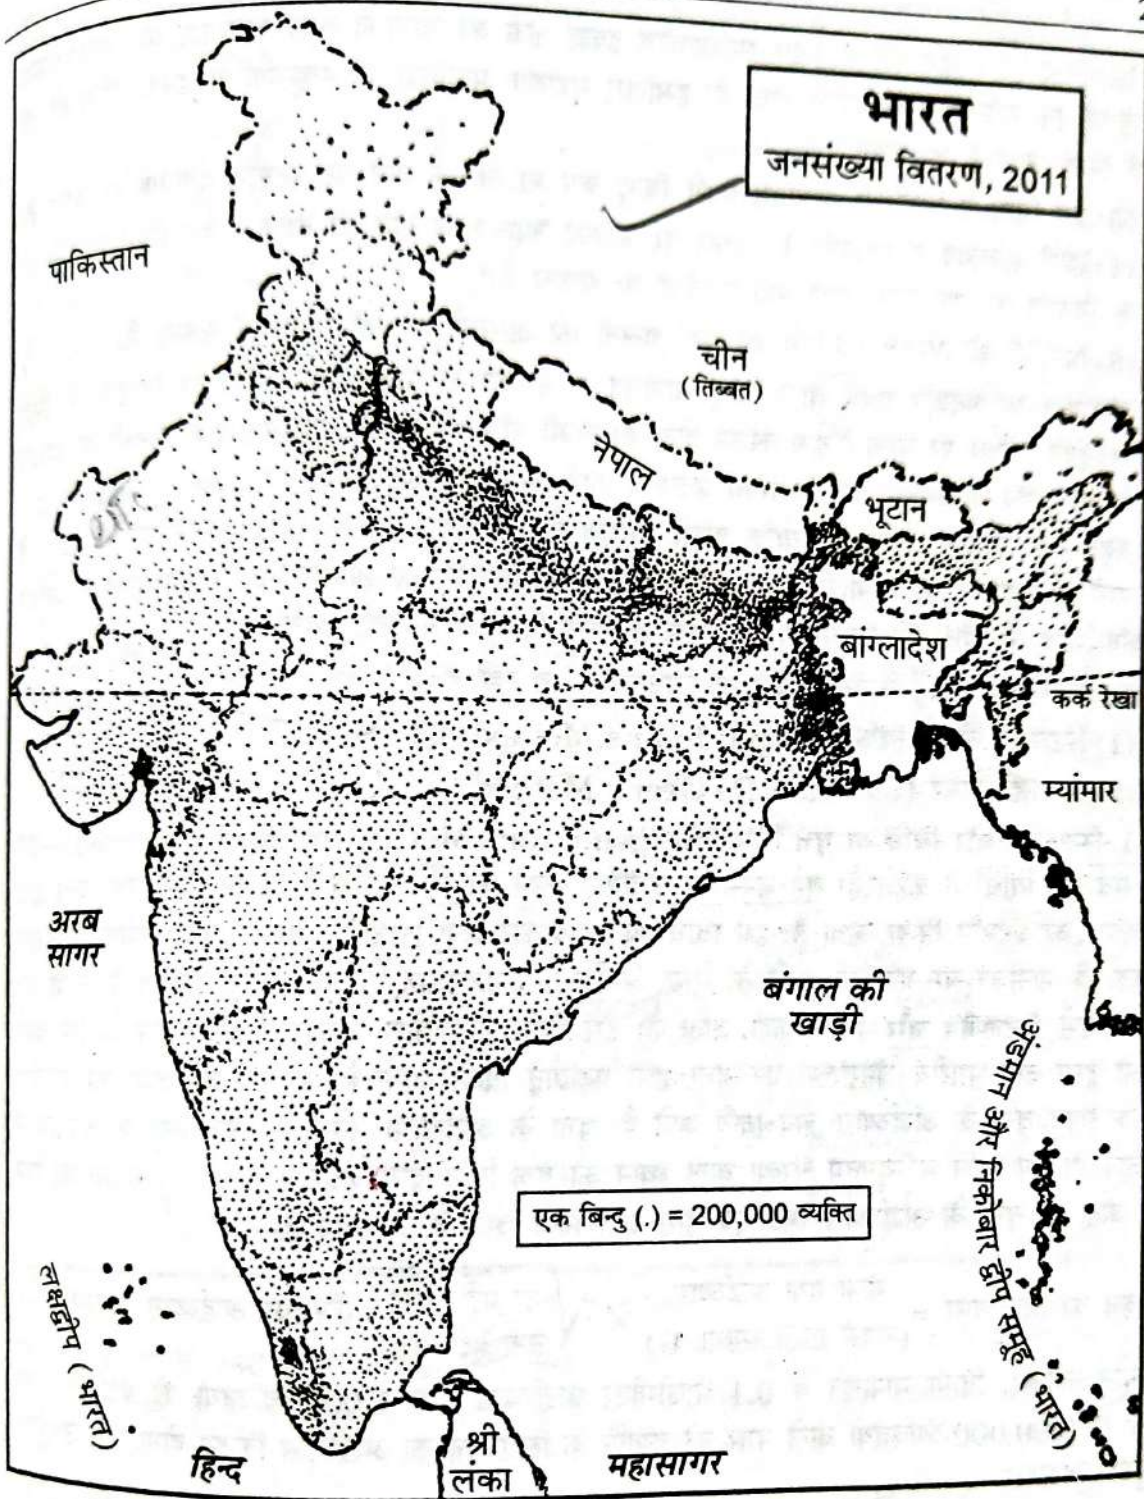 भारत
जनसंख्या वितरण, 2011
पाकिस्तान
चीन
(तिब्बत)
नेपाल
भूटान
बांग्लादेश
कर्क रेखा
म्यांमार
अरब
सागर
बंगाल की
खाड़ी
अंडमान और निकोबार द्वीप समूह (भारत)
एक बिन्दु (.) = 200,000 व्यक्ति
लक्षद्वीप (भारत)
हिन्द
श्री
लंका
महासागर